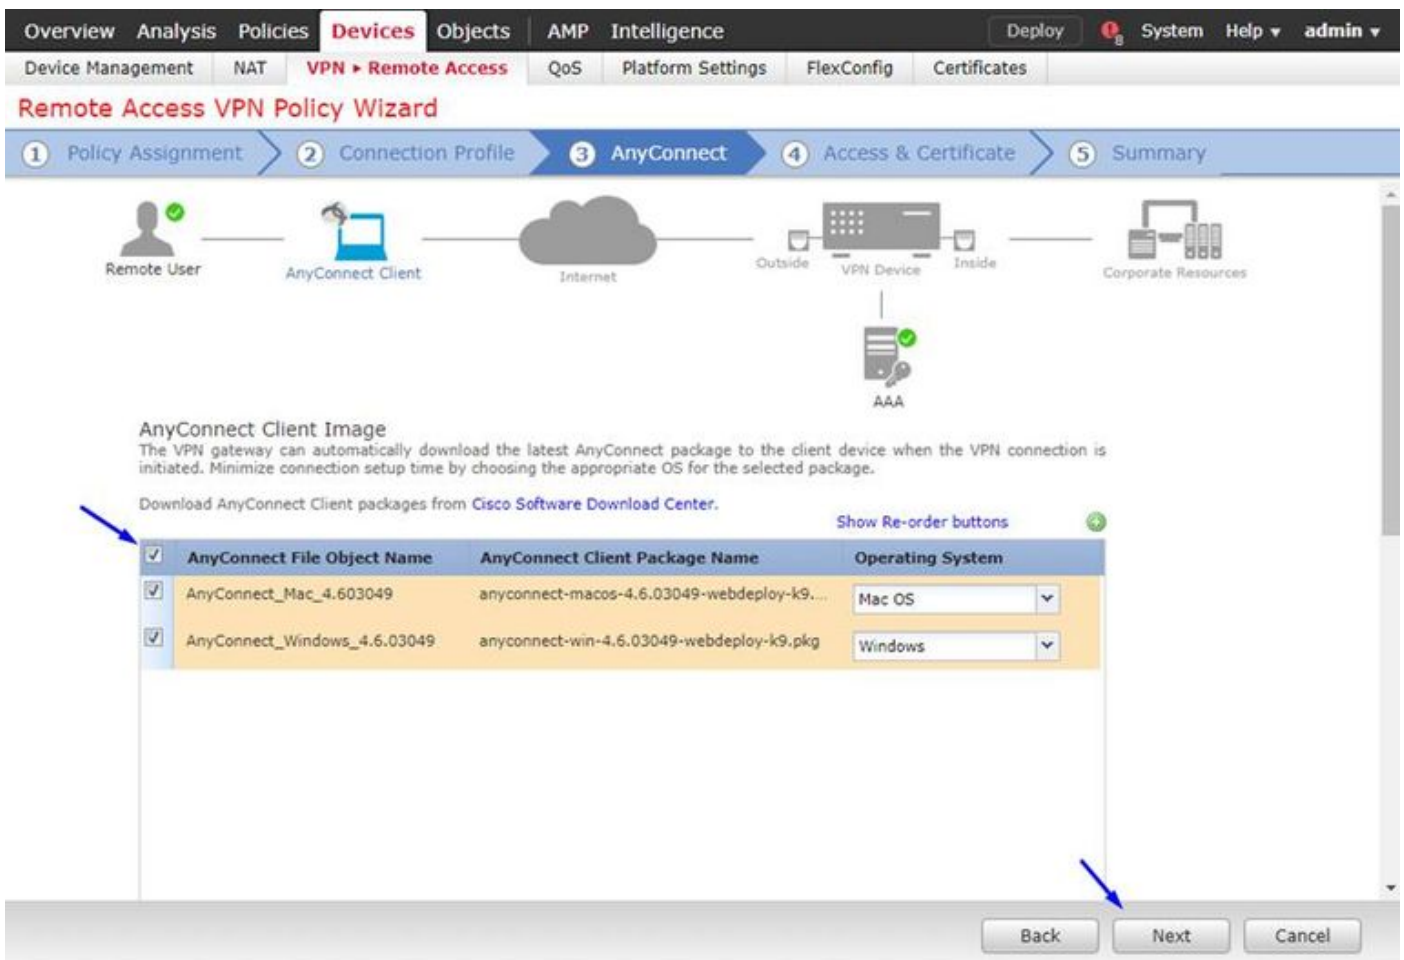 Overview Analysis Policies Devices Objects AMP Intelligence Deploy 8 System Help admin
Device Management NAT VPN ▸ Remote Access QoS Platform Settings FlexConfig Certificates
Remote Access VPN Policy Wizard
1 Policy Assignment 2 Connection Profile 3 AnyConnect 4 Access & Certificate 5 Summary
Remote User AnyConnect Client Internet Outside VPN Device Inside Corporate Resources
AAA
AnyConnect Client Image
The VPN gateway can automatically download the latest AnyConnect package to the client device when the VPN connection is
initiated. Minimize connection setup time by choosing the appropriate OS for the selected package.
Download AnyConnect Client packages from Cisco Software Download Center.
Show Re-order buttons
AnyConnect File Object Name AnyConnect Client Package Name Operating System
AnyConnect_Mac_4.603049 anyconnect-macos-4.6.03049-webdeploy-k9.... Mac OS
AnyConnect_Windows_4.6.03049 anyconnect-win-4.6.03049-webdeploy-k9.pkg Windows
Back Next Cancel